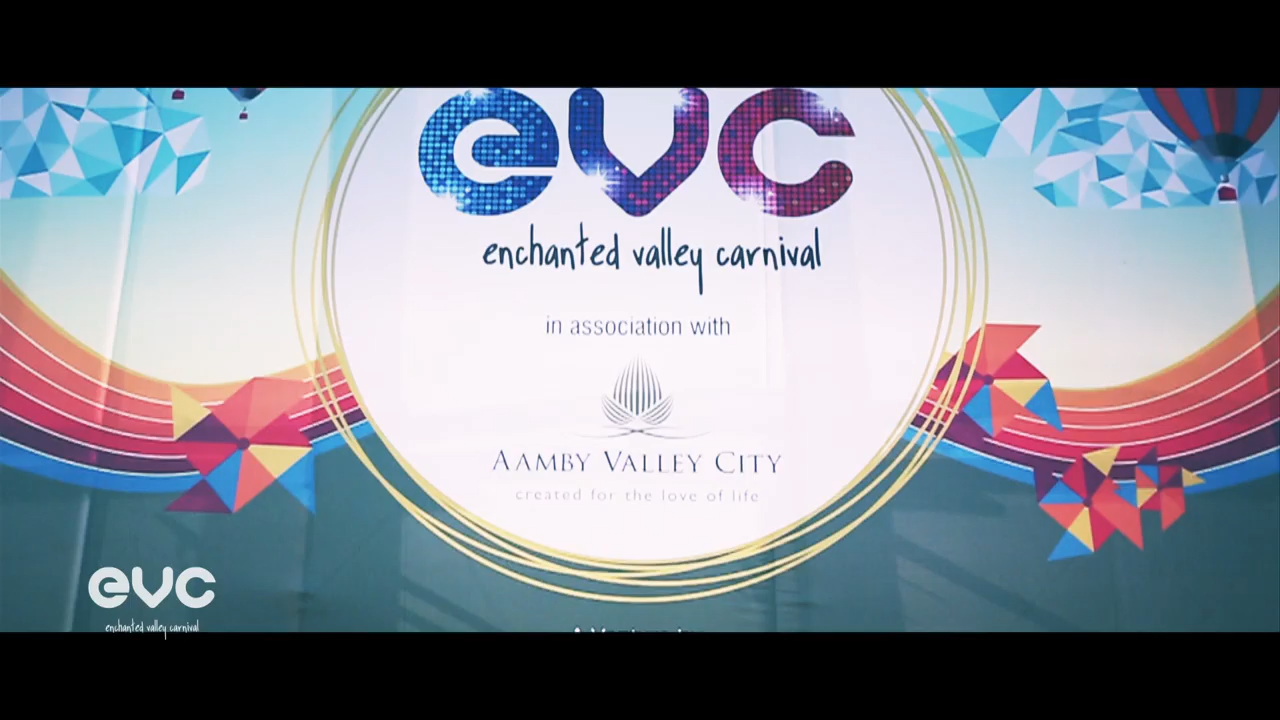 evc
enchanted valley carnival
in association with
AAMBY VALLEY CITY
created for the love of life
evc
enchanted valley carnival